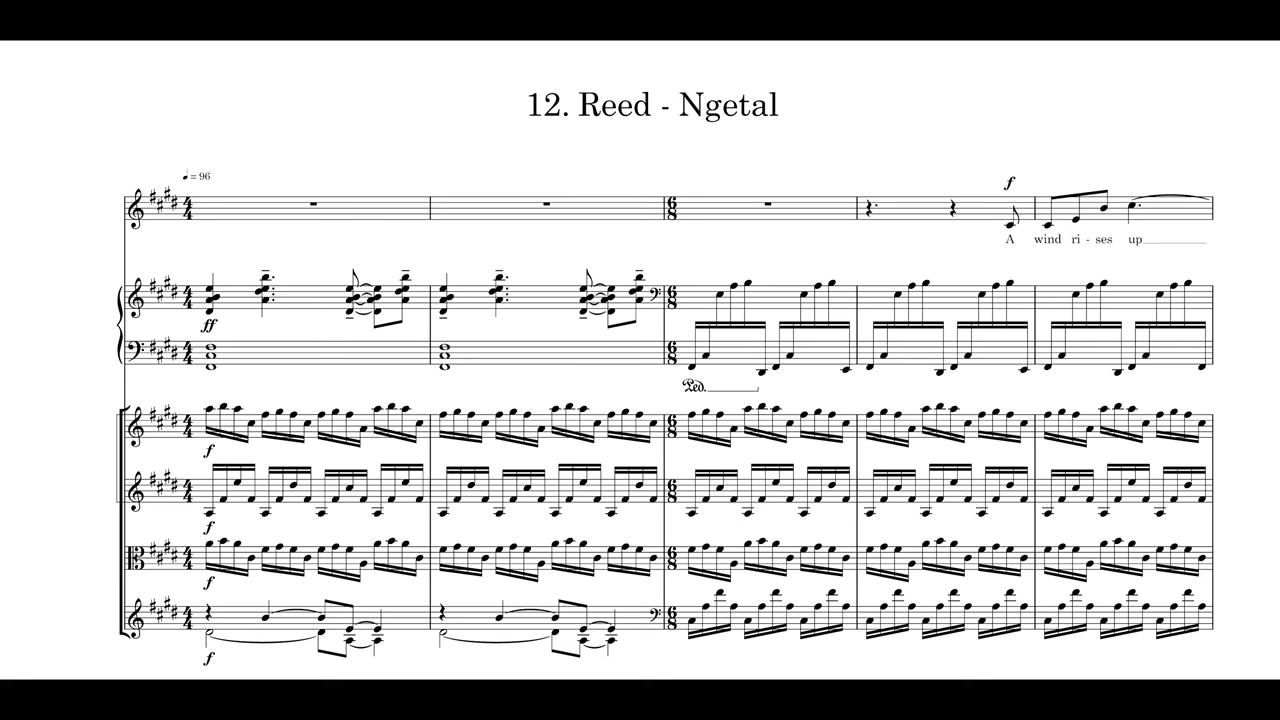 12. Reed - Ngetal
= 96
f
A wind ri - ses up
ff
Ped.
f
f
f
f